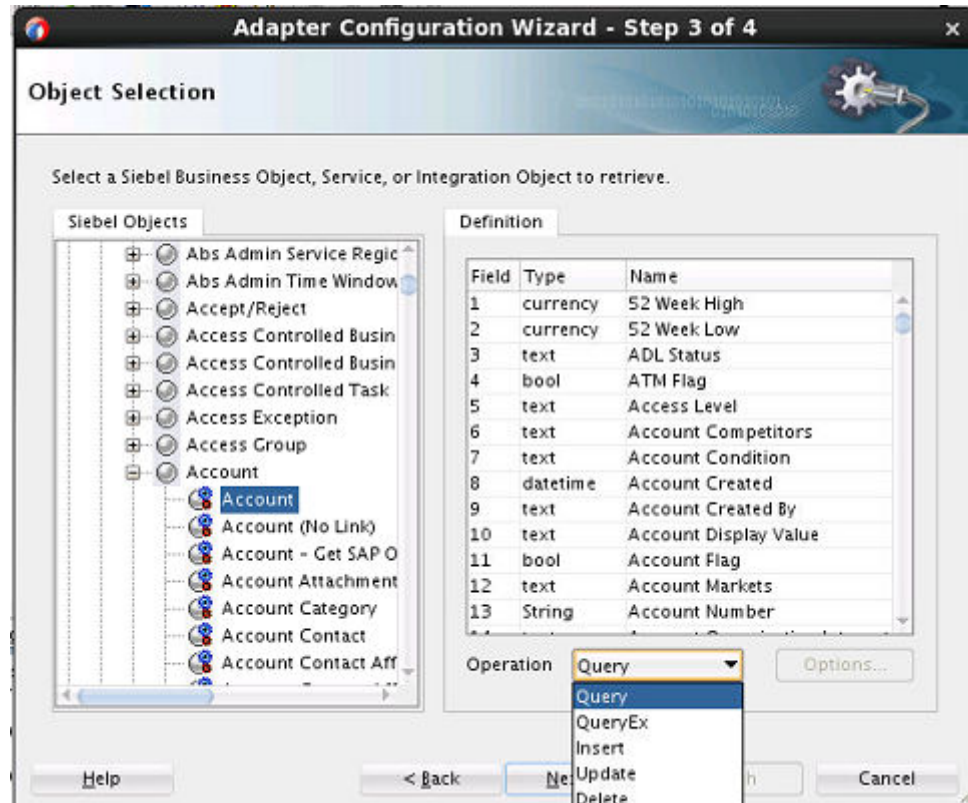 Adapter Configuration Wizard - Step 3 of 4
Object Selection
Select a Siebel Business Object, Service, or Integration Object to retrieve.
Siebel Objects
Abs Admin Service Regic
Abs Admin Time Window
Accept/Reject
Access Controlled Busin
Access Controlled Busin
Access Controlled Task
Access Exception
Access Group
Account
Account
Account (No Link)
Account - Get SAP O
Account Attachment
Account Category
Account Contact
Account Contact Aff
Definition
Field Type Name
1 currency 52 Week High
2 currency 52 Week Low
3 text ADL Status
4 bool ATM Flag
5 text Access Level
6 text Account Competitors
7 text Account Condition
8 datetime Account Created
9 text Account Created By
10 text Account Display Value
11 bool Account Flag
12 text Account Markets
13 String Account Number
Operation Query Options...
Query
QueryEx
Insert
Update
Delete
Help < Back Ne h Cancel